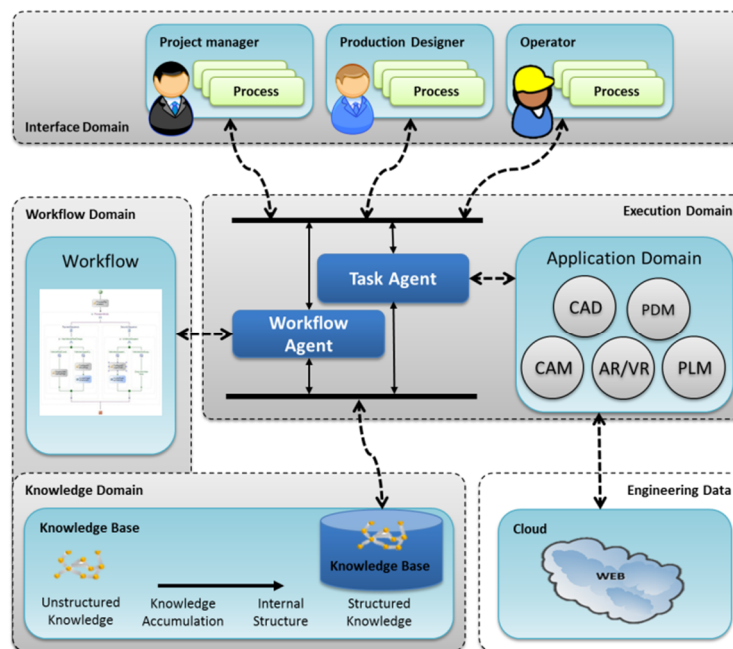 Project manager
Process
Production Designer
Process
Operator
Process
Interface Domain
Workflow Domain
Workflow
Execution Domain
Task Agent
Workflow
Agent
Application Domain
CAD
PDM
CAM
AR/VR
PLM
Knowledge Domain
Knowledge Base
Knowledge Base
Unstructured
Knowledge
Knowledge
Accumulation
Internal
Structure
Structured
Knowledge
Engineering Data
Cloud
WEB